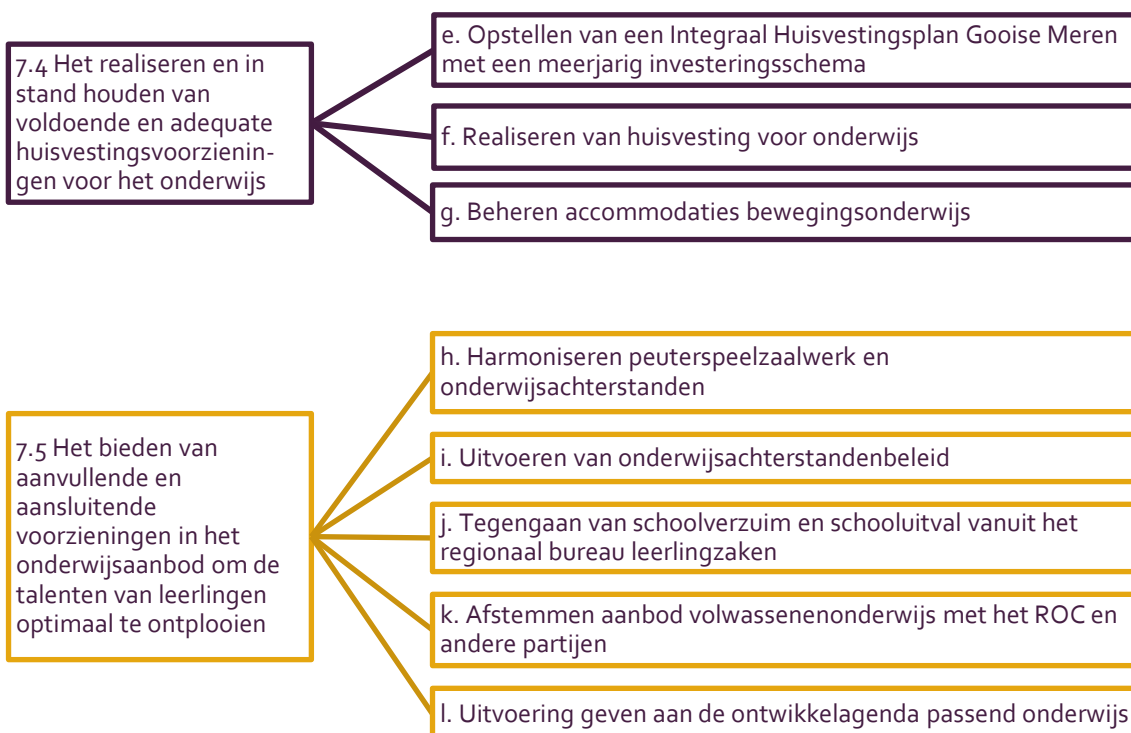 7.4 Het realiseren en in
stand houden van
voldoende en adequate
huisvestingsvoorzienin-
gen voor het onderwijs
e. Opstellen van een Integraal Huisvestingsplan Gooise Meren
met een meerjarig investeringsschema
f. Realiseren van huisvesting voor onderwijs
g. Beheren accommodaties bewegingsonderwijs
7.5 Het bieden van
aanvullende en
aansluitende
voorzieningen in het
onderwijsaanbod om de
talenten van leerlingen
optimaal te ontplooien
h. Harmoniseren peuterspeelzaalwerk en
onderwijsachterstanden
i. Uitvoeren van onderwijsachterstandenbeleid
j. Tegengaan van schoolverzuim en schooluitval vanuit het
regionaal bureau leerlingzaken
k. Afstemmen aanbod volwassenenonderwijs met het ROC en
andere partijen
l. Uitvoering geven aan de ontwikkelagenda passend onderwijs